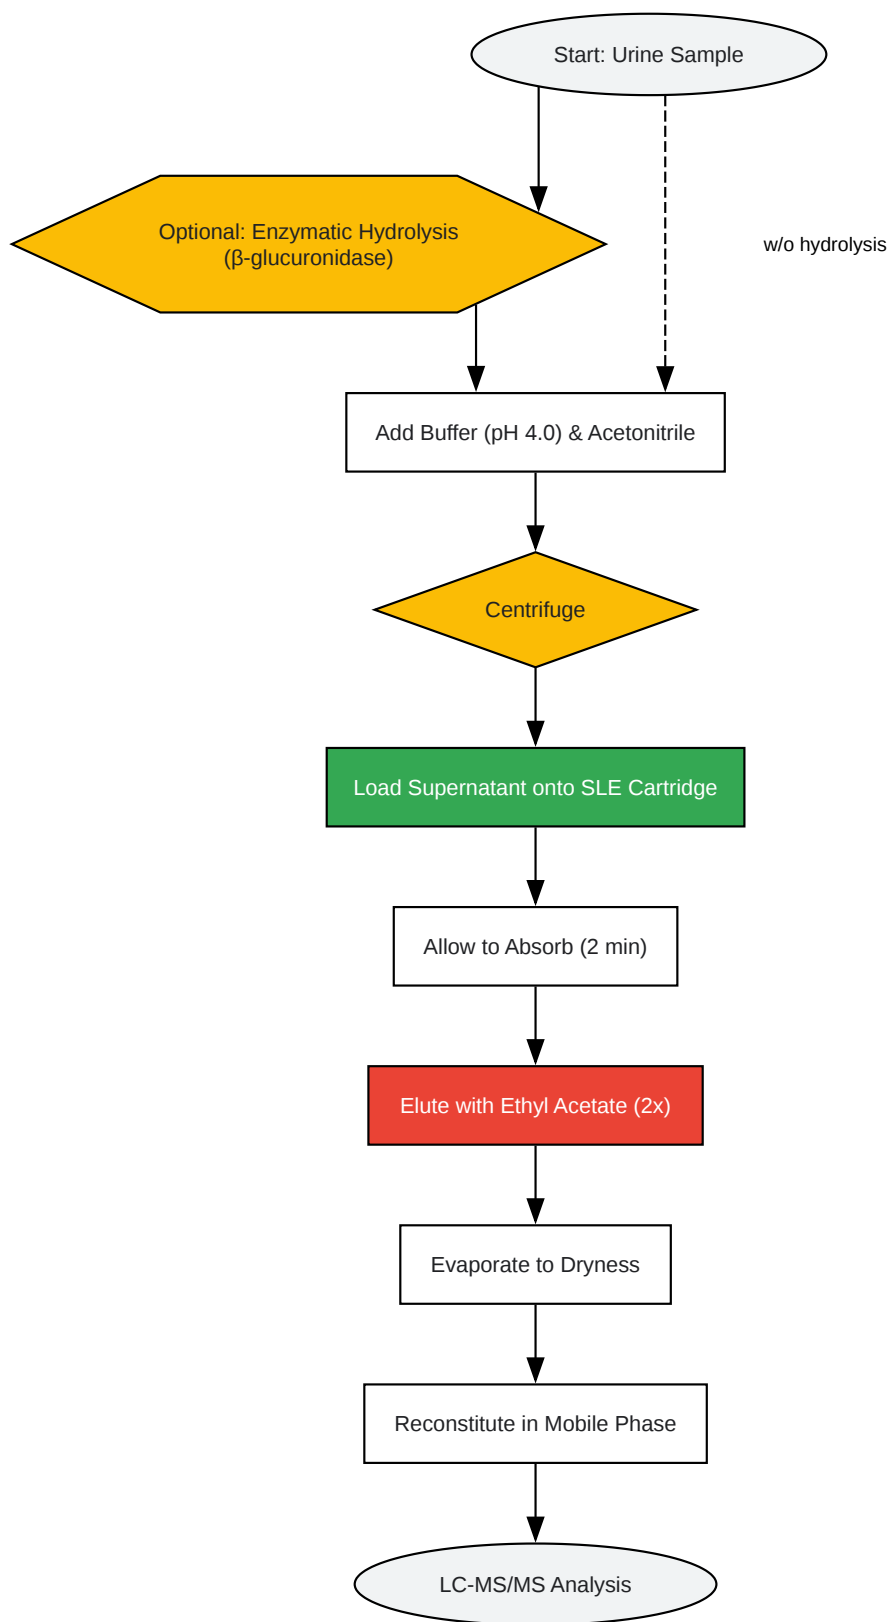 Start: Urine Sample
Optional: Enzymatic Hydrolysis
(β-glucuronidase)
w/o hydrolysis
Add Buffer (pH 4.0) & Acetonitrile
Centrifuge
Load Supernatant onto SLE Cartridge
Allow to Absorb (2 min)
Elute with Ethyl Acetate (2x)
Evaporate to Dryness
Reconstitute in Mobile Phase
LC-MS/MS Analysis